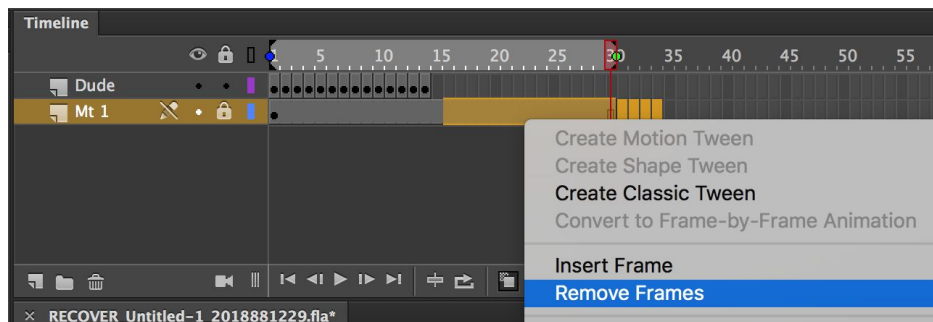 Timeline
1 5 10 15 20 25 30 35 40 45 50 55
Dude
Mt 1
Create Motion Tween
Create Shape Tween
Create Classic Tween
Convert to Frame-by-Frame Animation
Insert Frame
Remove Frames
× RECOVER_Untitled-1_2018881229.fla*